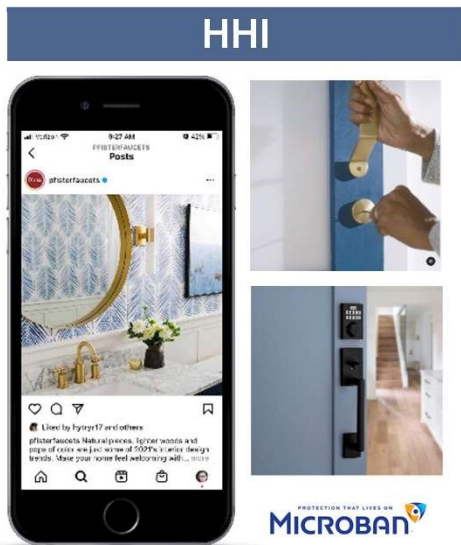 HHI
Verizon
9:27 AM
42%
PFISTERFAUCETS
Posts
pfisterfaucets
Liked by hytryr17 and others
pfisterfaucets Natural pieces, lighter woods and
pops of color are just some of 2021's interior design
trends. Make your home feel welcoming with... more
PROTECTION THAT LIVES ON
MICROBAN